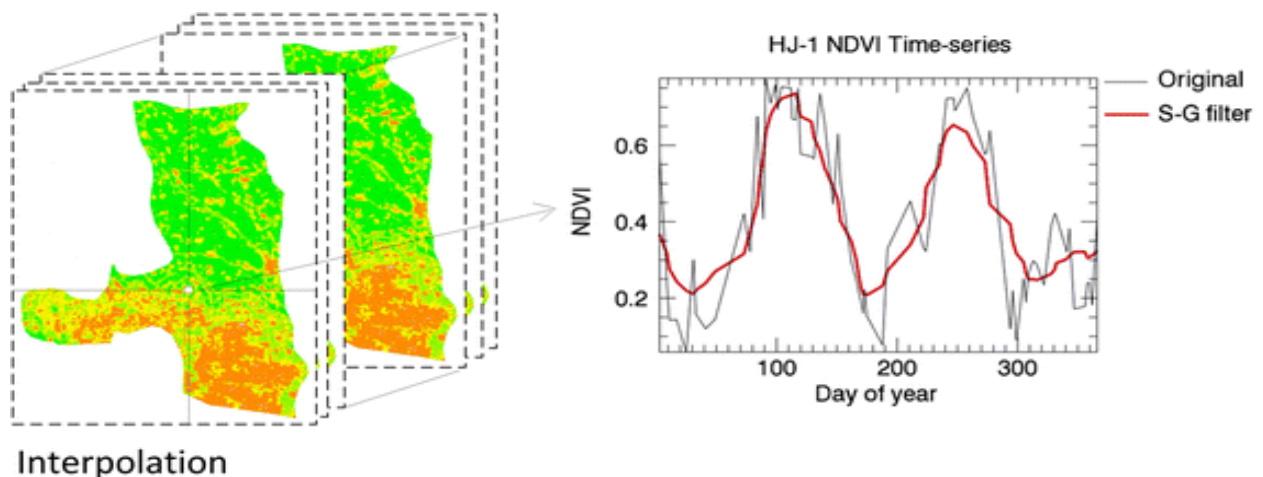 HJ-1 NDVI Time-series
Original
S-G filter
0.6
0.4
0.2
NDVI
100 200 300
Day of year
Interpolation